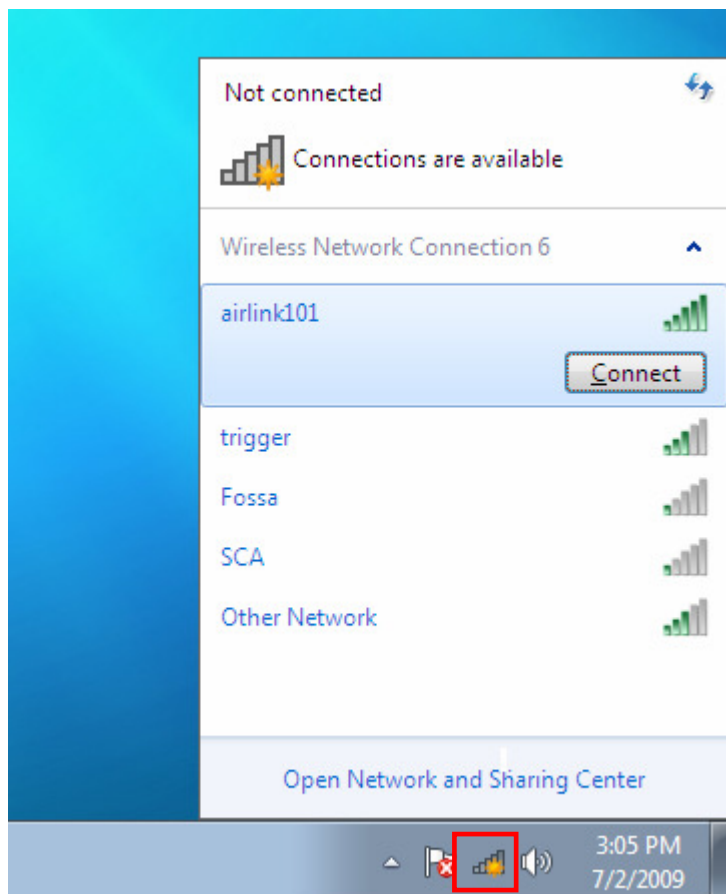 Not connected
Connections are available
Wireless Network Connection 6
airlink101
Connect
trigger
Fossa
SCA
Other Network
Open Network and Sharing Center
3:05 PM
7/2/2009